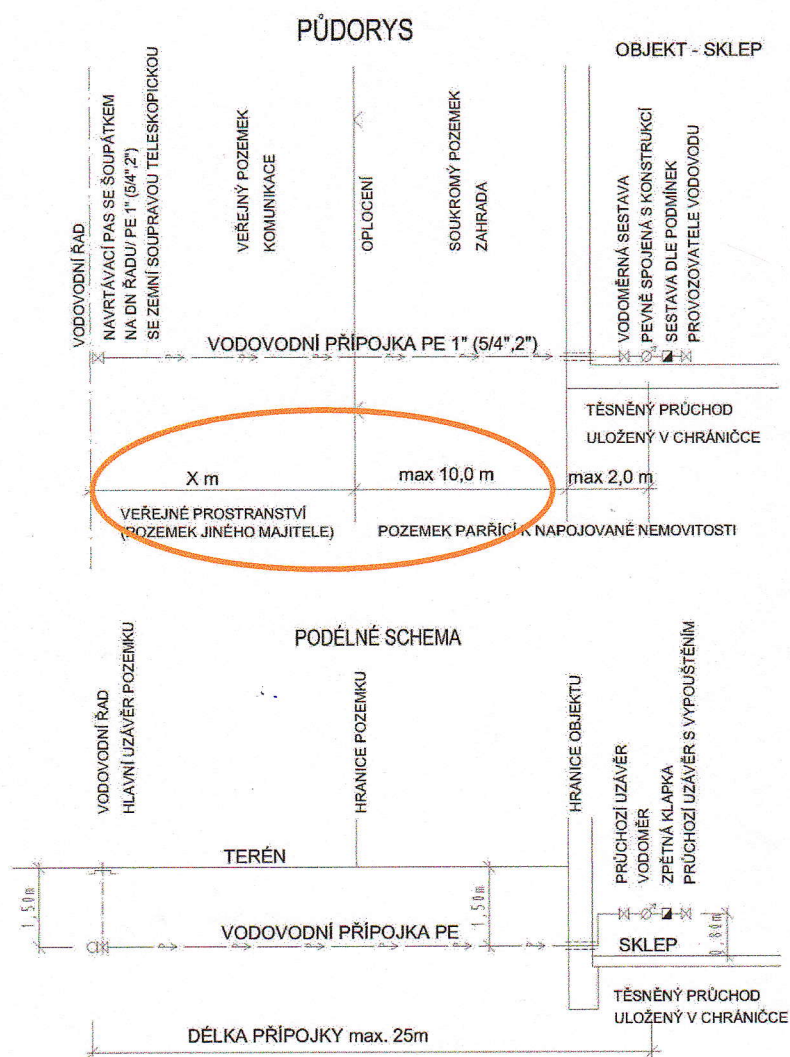 PŮDORYS
OBJEKT - SKLEP
VODOVODNÍ ŘAD
NAVRTÁVACÍ PAS SE ŠOUPÁTKEM
NA DN ŘADU/ PE 1" (5/4",2")
SE ZEMNÍ SOUPRAVOU TELESKOPICKOU
VEŘEJNÝ POZEMEK
KOMUNIKACE
OPLOCENÍ
SOUKROMÝ POZEMEK
ZAHRADA
VODOMĚRNÁ SESTAVA
PEVNĚ SPOJENÁ S KONSTRUKCÍ
SESTAVA DLE PODMÍNEK
PROVOZOVATELE VODOVODU
VODOVODNÍ PŘÍPOJKA PE 1" (5/4",2")
TĚSNĚNÝ PRŮCHOD
ULOŽENÝ V CHRÁNIČCE
X m
max 10,0 m
max 2,0 m
VEŘEJNÉ PROSTRANSTVÍ
(POZEMEK JINÉHO MAJITELE)
POZEMEK PARŘÍCÍ K NAPOJOVANÉ NEMOVITOSTI
PODÉLNÉ SCHEMA
VODOVODNÍ ŘAD
HLAVNÍ UZÁVĚR POZEMKU
HRANICE POZEMKU
HRANICE OBJEKTU
PRŮCHOZÍ UZÁVĚR
VODOMĚR
ZPĚTNÁ KLAPKA
PRŮCHOZÍ UZÁVĚR S VYPOUŠTĚNÍM
TERÉN
1,50m
1,50m
VODOVODNÍ PŘÍPOJKA PE
SKLEP
0,80m
TĚSNĚNÝ PRŮCHOD
ULOŽENÝ V CHRÁNIČCE
DÉLKA PŘÍPOJKY max. 25m